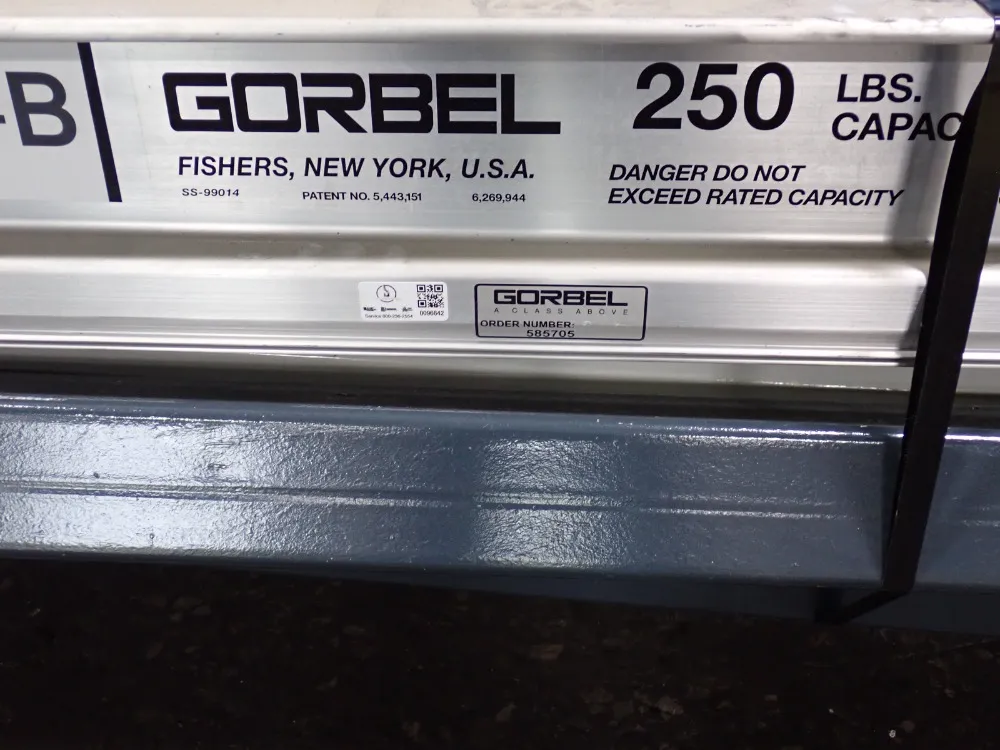 -B
GORBEL
FISHERS, NEW YORK, U.S.A.
SS-99014 PATENT NO. 5,443,151 6,269,944
250 LBS.
CAPAC
DANGER DO NOT
EXCEED RATED CAPACITY
0096642
GORBEL
A CLASS ABOVE
ORDER NUMBER:
585705